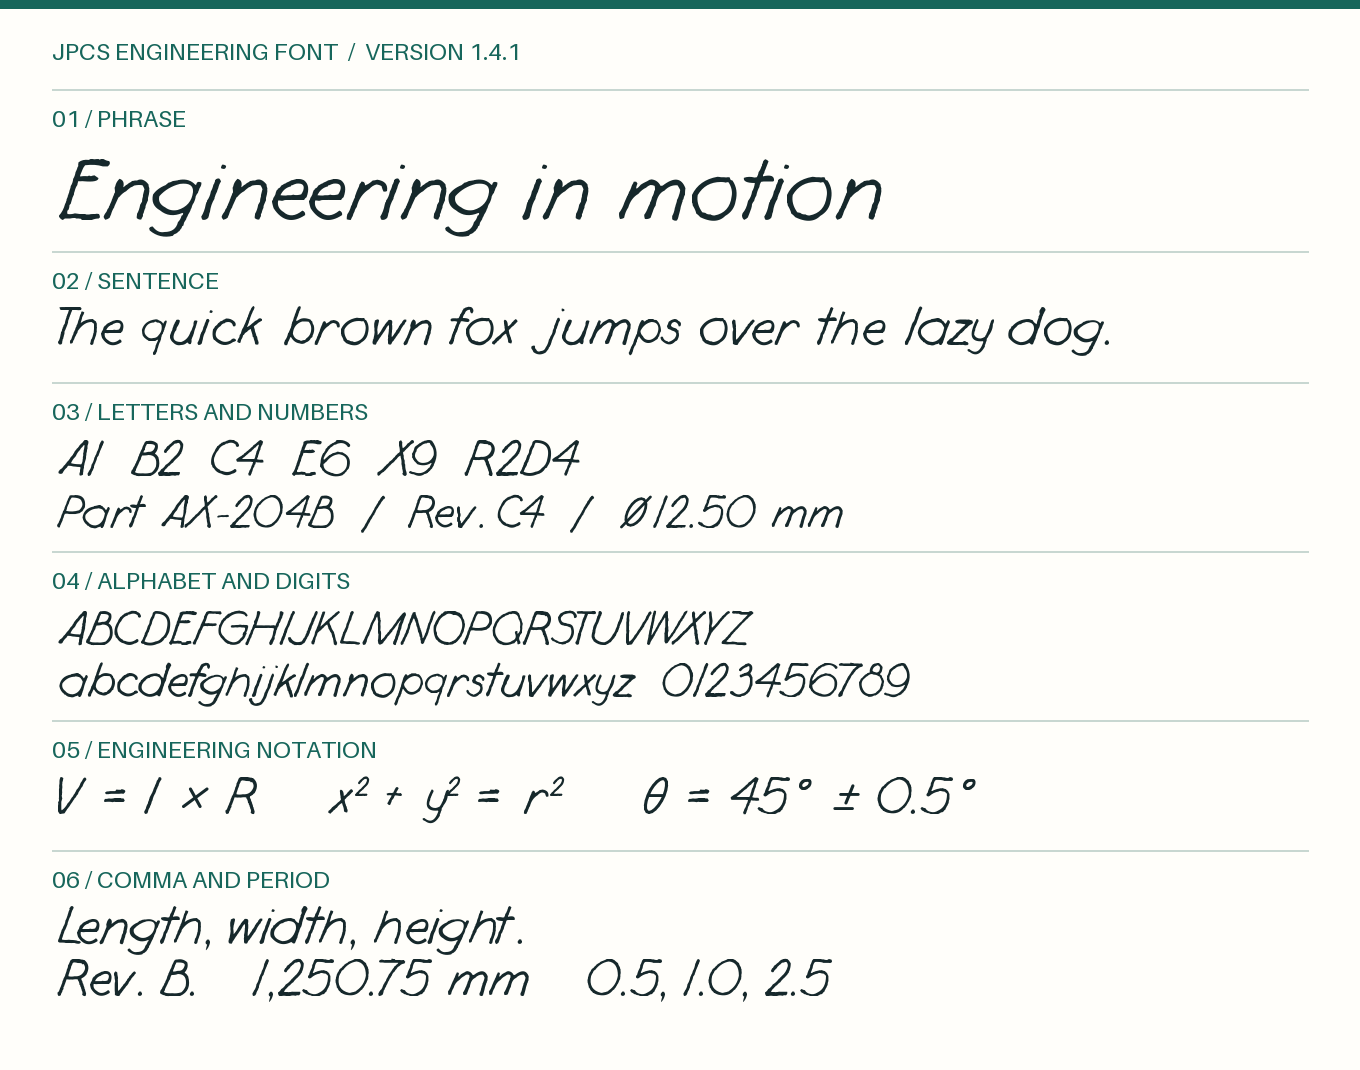 JPCS ENGINEERING FONT / VERSION 1.4.1
01 / PHRASE
Engineering in motion
02 / SENTENCE
The quick brown fox jumps over the lazy dog.
03 / LETTERS AND NUMBERS
A1 B2 C4 E6 X9 R2D4
Part AX-204B / Rev. C4 / Ø12.50 mm
04 / ALPHABET AND DIGITS
ABCDEFGHIJKLMNOPQRSTUVWXYZ
abcdefghijklmnopqrstuvwxyz 0123456789
05 / ENGINEERING NOTATION
V = I × R x² + y² = r² θ = 45° ± 0.5°
06 / COMMA AND PERIOD
Length, width, height.
Rev. B. 1,250.75 mm 0.5, 1.0, 2.5